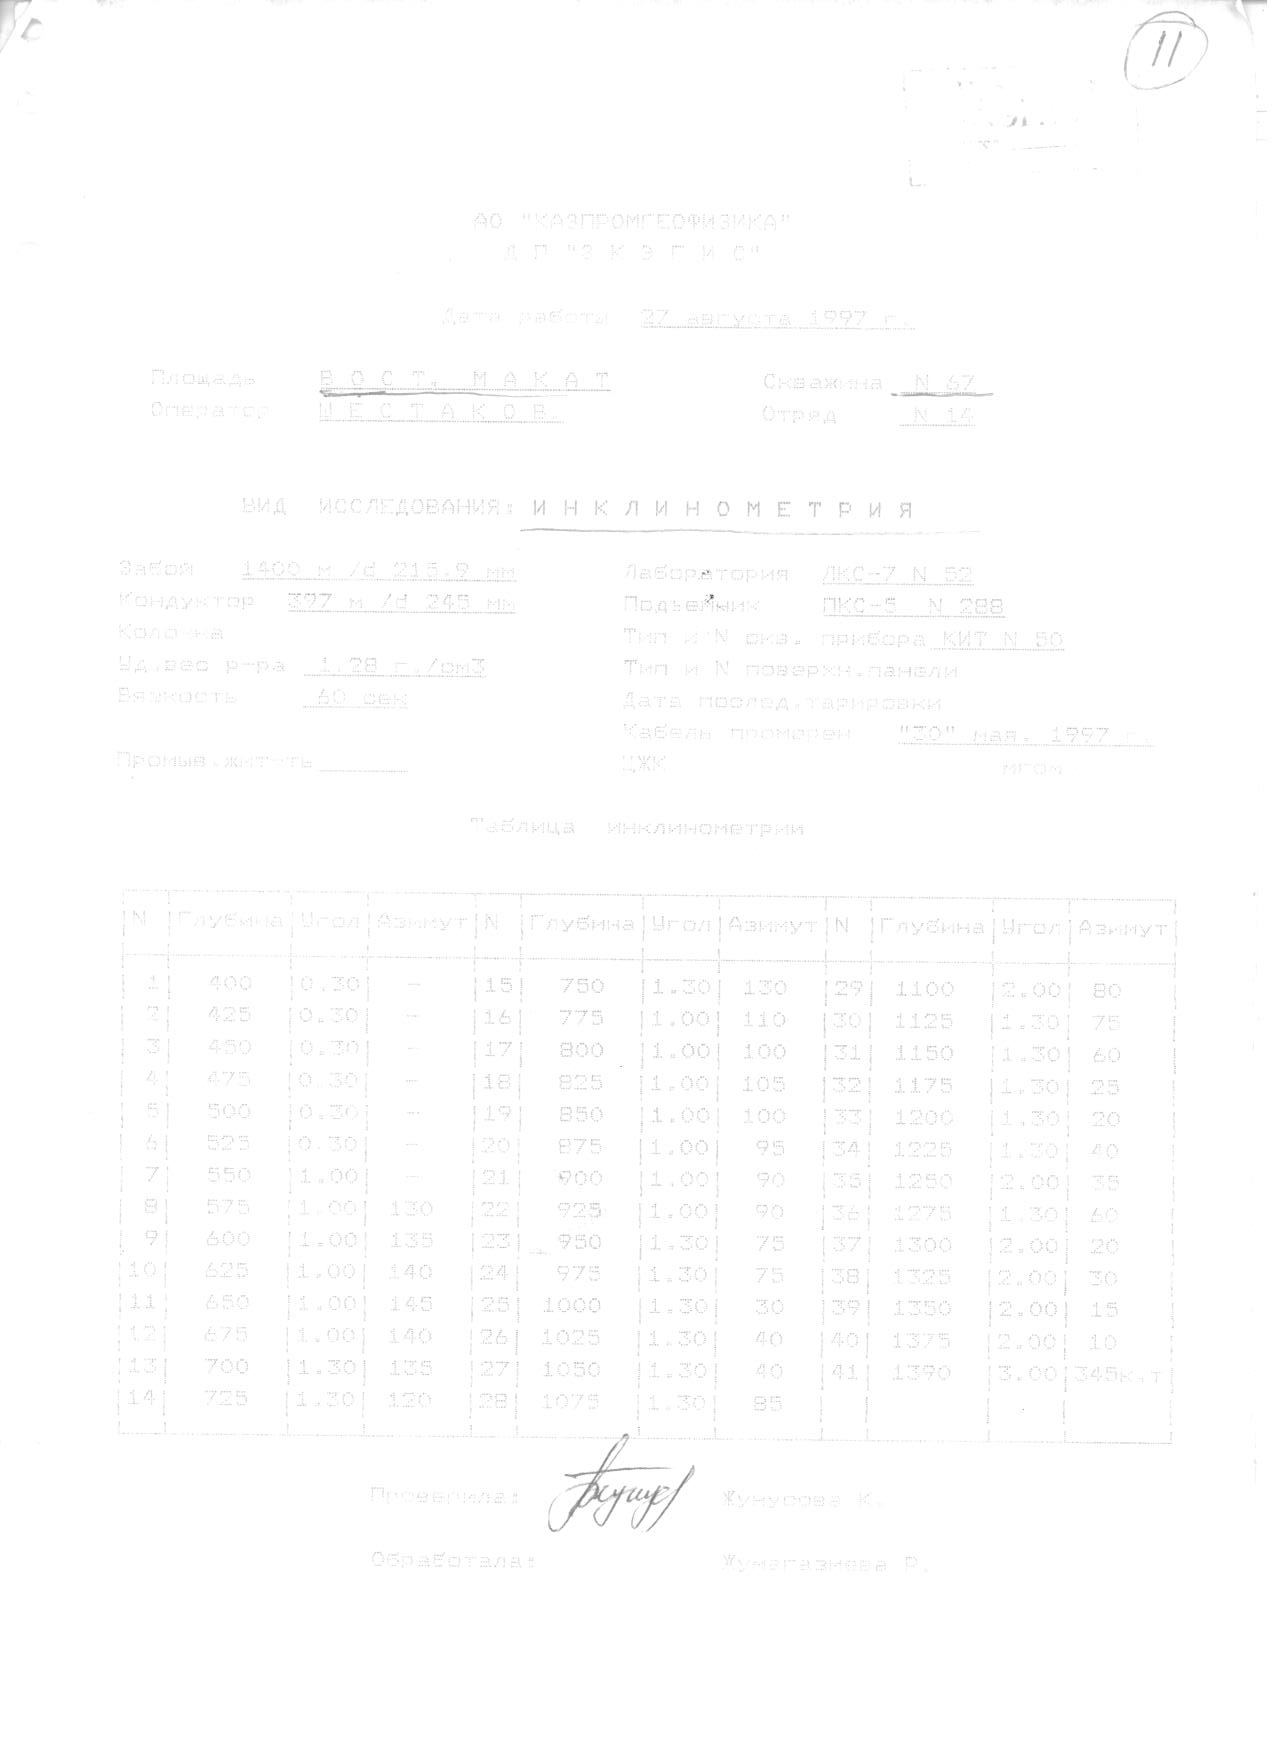 11
АО "КАЗПРОМГЕОФИЗИКА"
Д П "З К Э Г И С"
Дата работы 27 августа 1997 г.
Площадь В О С Т. М А К А Т Скважина N 67
Оператор Ш Е С Т А К О В. Отряд N 14
ВИД ИССЛЕДОВАНИЯ: И Н К Л И Н О М Е Т Р И Я
Забой 1400 м /d 215.9 мм Лаборатория ЛКС-7 N 52
Кондуктор 397 м /d 245 мм Подъемник ПКС-5 N 288
Колонна Тип и N скв. прибора КИТ N 50
Уд.вес р-ра 1.28 г./см3 Тип и N поверхн.панели
Вязкость 60 сек Дата послед.тарировки
Кабель промерен "30" мая. 1997 г.
Промыв.жит-ть ЦЖК мгом
Таблица инклинометрии
N Глубина Угол Азимут N Глубина Угол Азимут N Глубина Угол Азимут
1 400 0.30 - 15 750 1.30 130 29 1100 2.00 80
2 425 0.30 - 16 775 1.00 110 30 1125 1.30 75
3 450 0.30 - 17 800 1.00 100 31 1150 1.30 60
4 475 0.30 - 18 825 1.00 105 32 1175 1.30 25
5 500 0.30 - 19 850 1.00 100 33 1200 1.30 20
6 525 0.30 - 20 875 1.00 95 34 1225 1.30 40
7 550 1.00 - 21 900 1.00 90 35 1250 2.00 35
8 575 1.00 130 22 925 1.00 90 36 1275 1.30 60
9 600 1.00 135 23 950 1.30 75 37 1300 2.00 20
10 625 1.00 140 24 975 1.30 75 38 1325 2.00 30
11 650 1.00 145 25 1000 1.30 30 39 1350 2.00 15
12 675 1.00 140 26 1025 1.30 40 40 1375 2.00 10
13 700 1.30 135 27 1050 1.30 40 41 1390 3.00 345к.т
14 725 1.30 120 28 1075 1.30 85
Проверила: Жунусова К.
Обработала: Жумагазиева Р.